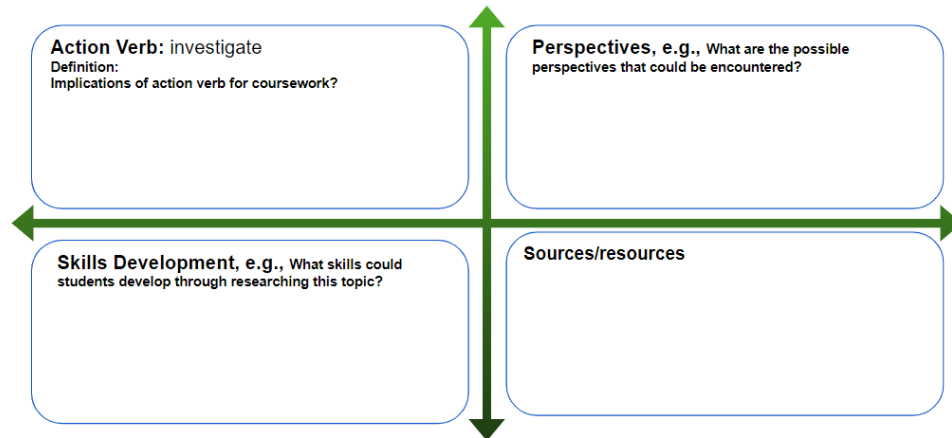 Action Verb: investigate
Definition:
Implications of action verb for coursework?
Perspectives, e.g., What are the possible
perspectives that could be encountered?
Skills Development, e.g., What skills could
students develop through researching this topic?
Sources/resources